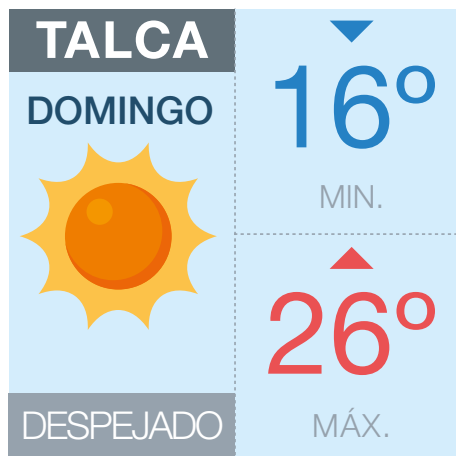 TALCA
DOMINGO
DESPEJADO
16º
MIN.
26º
MÁX.